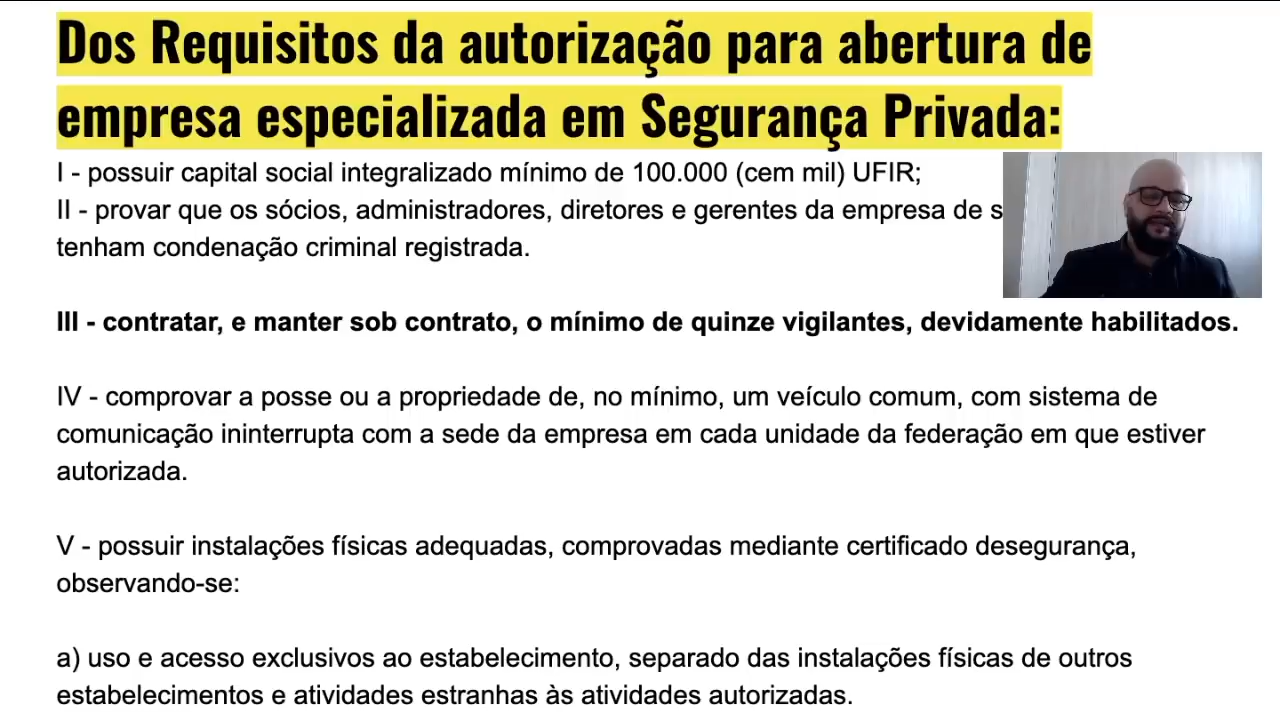 Dos Requisitos da autorização para abertura de
empresa especializada em Segurança Privada:
I - possuir capital social integralizado mínimo de 100.000 (cem mil) UFIR;
II - provar que os sócios, administradores, diretores e gerentes da empresa de s
tenham condenação criminal registrada.
III - contratar, e manter sob contrato, o mínimo de quinze vigilantes, devidamente habilitados.
IV - comprovar a posse ou a propriedade de, no mínimo, um veículo comum, com sistema de
comunicação ininterrupta com a sede da empresa em cada unidade da federação em que estiver
autorizada.
V - possuir instalações físicas adequadas, comprovadas mediante certificado desegurança,
observando-se:
a) uso e acesso exclusivos ao estabelecimento, separado das instalações físicas de outros
estabelecimentos e atividades estranhas às atividades autorizadas.